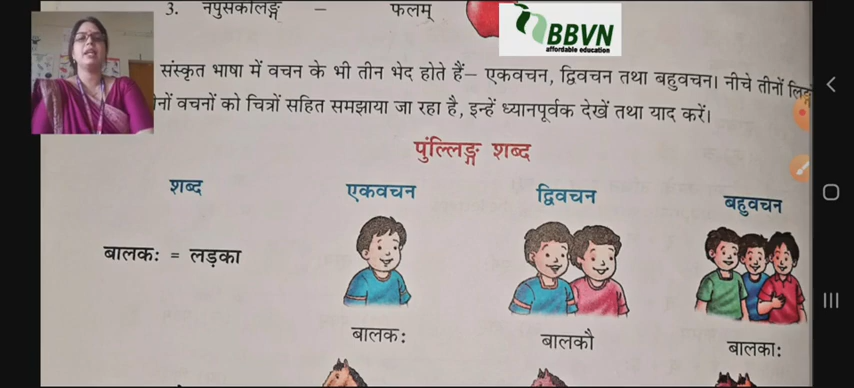 3. नपुंसकलिङ्ग – फलम्
BBVN
affordable education
संस्कृत भाषा में वचन के भी तीन भेद होते हैं– एकवचन, द्विवचन तथा बहुवचन। नीचे तीनों
वचनों को चित्रों सहित समझाया जा रहा है, इन्हें ध्यानपूर्वक देखें तथा याद करें।
पुंल्लिङ्ग शब्द
शब्द एकवचन द्विवचन बहुवचन
बालक: = लड़का
बालक: बालकौ बालका: